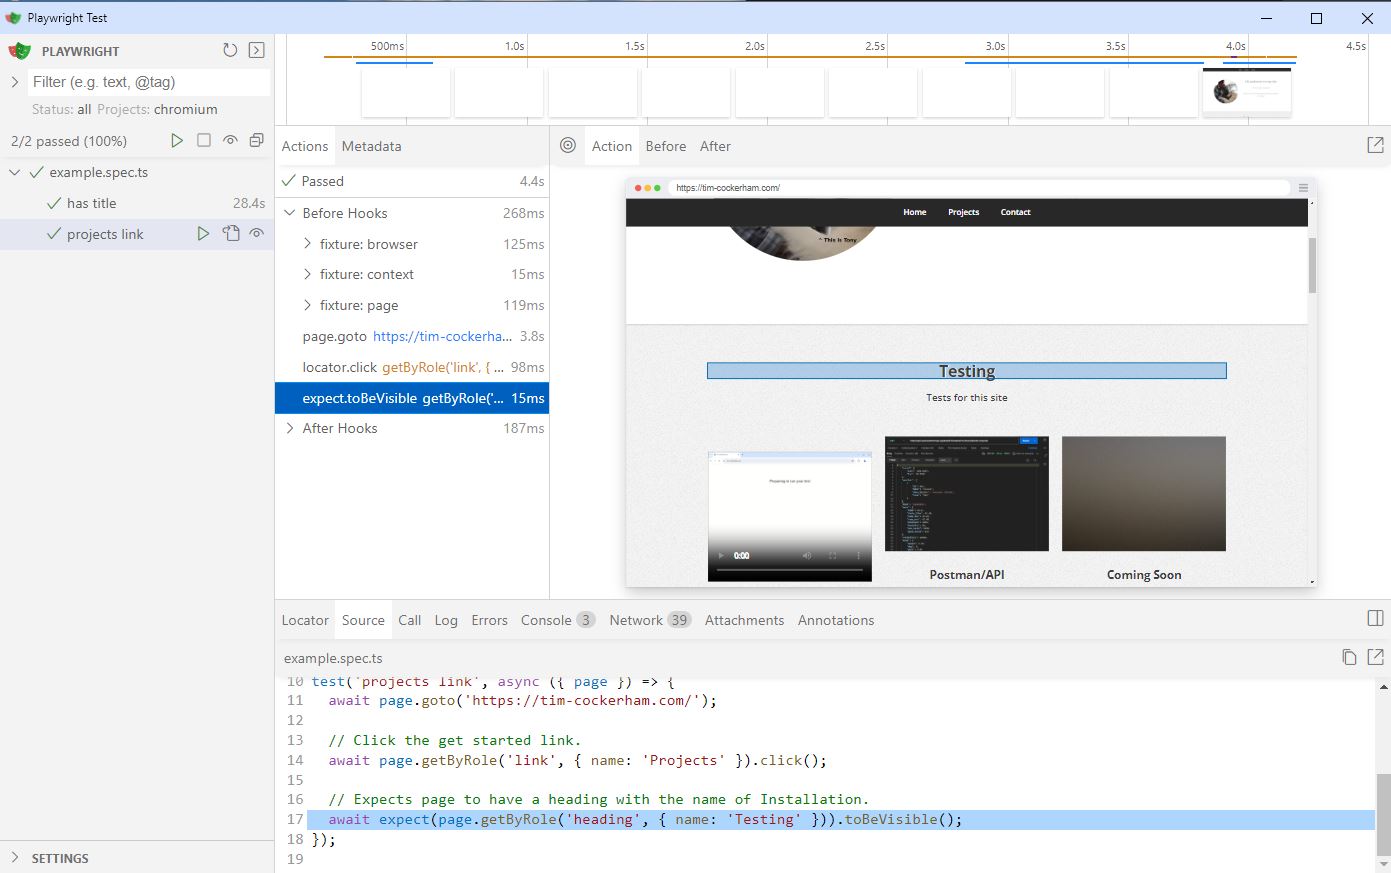 Playwright Test
PLAYWRIGHT
Filter (e.g. text, @tag)
Status: all Projects: chromium
2/2 passed (100%)
example.spec.ts
has title 28.4s
projects link
SETTINGS
500ms 1.0s 1.5s 2.0s 2.5s 3.0s 3.5s 4.0s 4.5s
Actions Metadata
Passed 4.4s
Before Hooks 268ms
fixture: browser 125ms
fixture: context 15ms
fixture: page 119ms
page.goto https://tim-cockerha... 3.8s
locator.click getByRole('link', { ... 98ms
expect.toBeVisible getByRole('... 15ms
After Hooks 187ms
Action Before After
https://tim-cockerham.com/
Home Projects Contact
^ This is Tony
Testing
Tests for this site
0:00
Postman/API
Coming Soon
Locator Source Call Log Errors Console 3 Network 39 Attachments Annotations
example.spec.ts
10 test('projects link', async ({ page }) => {
11 await page.goto('https://tim-cockerham.com/');
12
13 // Click the get started link.
14 await page.getByRole('link', { name: 'Projects' }).click();
15
16 // Expects page to have a heading with the name of Installation.
17 await expect(page.getByRole('heading', { name: 'Testing' })).toBeVisible();
18 });
19